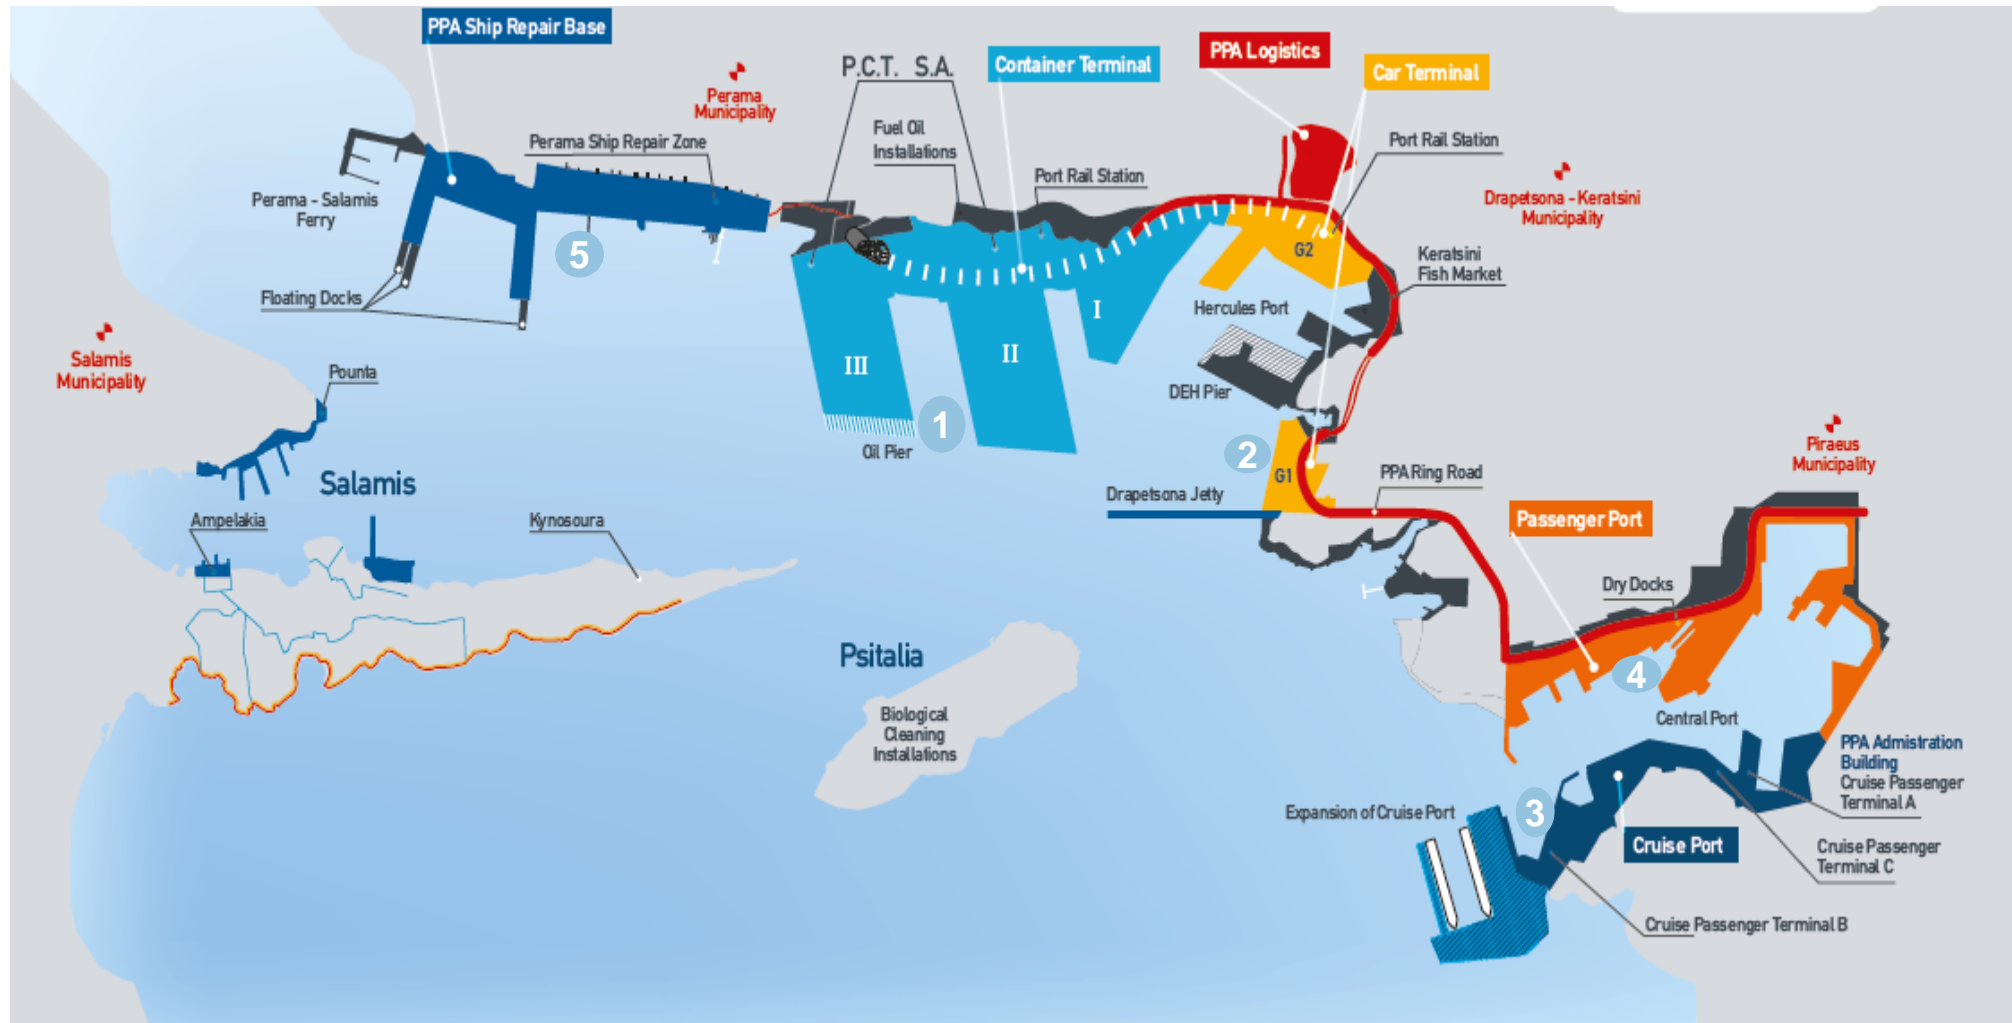 PPA Ship Repair Base
P.C.T. S.A.
Container Terminal
PPA Logistics
Car Terminal
Perama
Municipality
Perama Ship Repair Zone
Fuel Oil
Installations
Port Rail Station
Port Rail Station
Drapetsona - Keratsini
Municipality
Perama - Salamis
Ferry
5
G2
Keratsini
Fish Market
Floating Docks
Hercules Port
I
II
III
Salamis
Municipality
Pounta
DEH Pier
1
Oil Pier
2
G1
Piraeus
Municipality
PPA Ring Road
Drapetsona Jetty
Salamis
Ampelakia
Kynosoura
Passenger Port
Dry Docks
Psitalia
4
Biological
Cleaning
Installations
Central Port
PPA Admistration
Building
Cruise Passenger
Terminal A
Expansion of Cruise Port
3
Cruise Port
Cruise Passenger
Terminal C
Cruise Passenger Terminal B